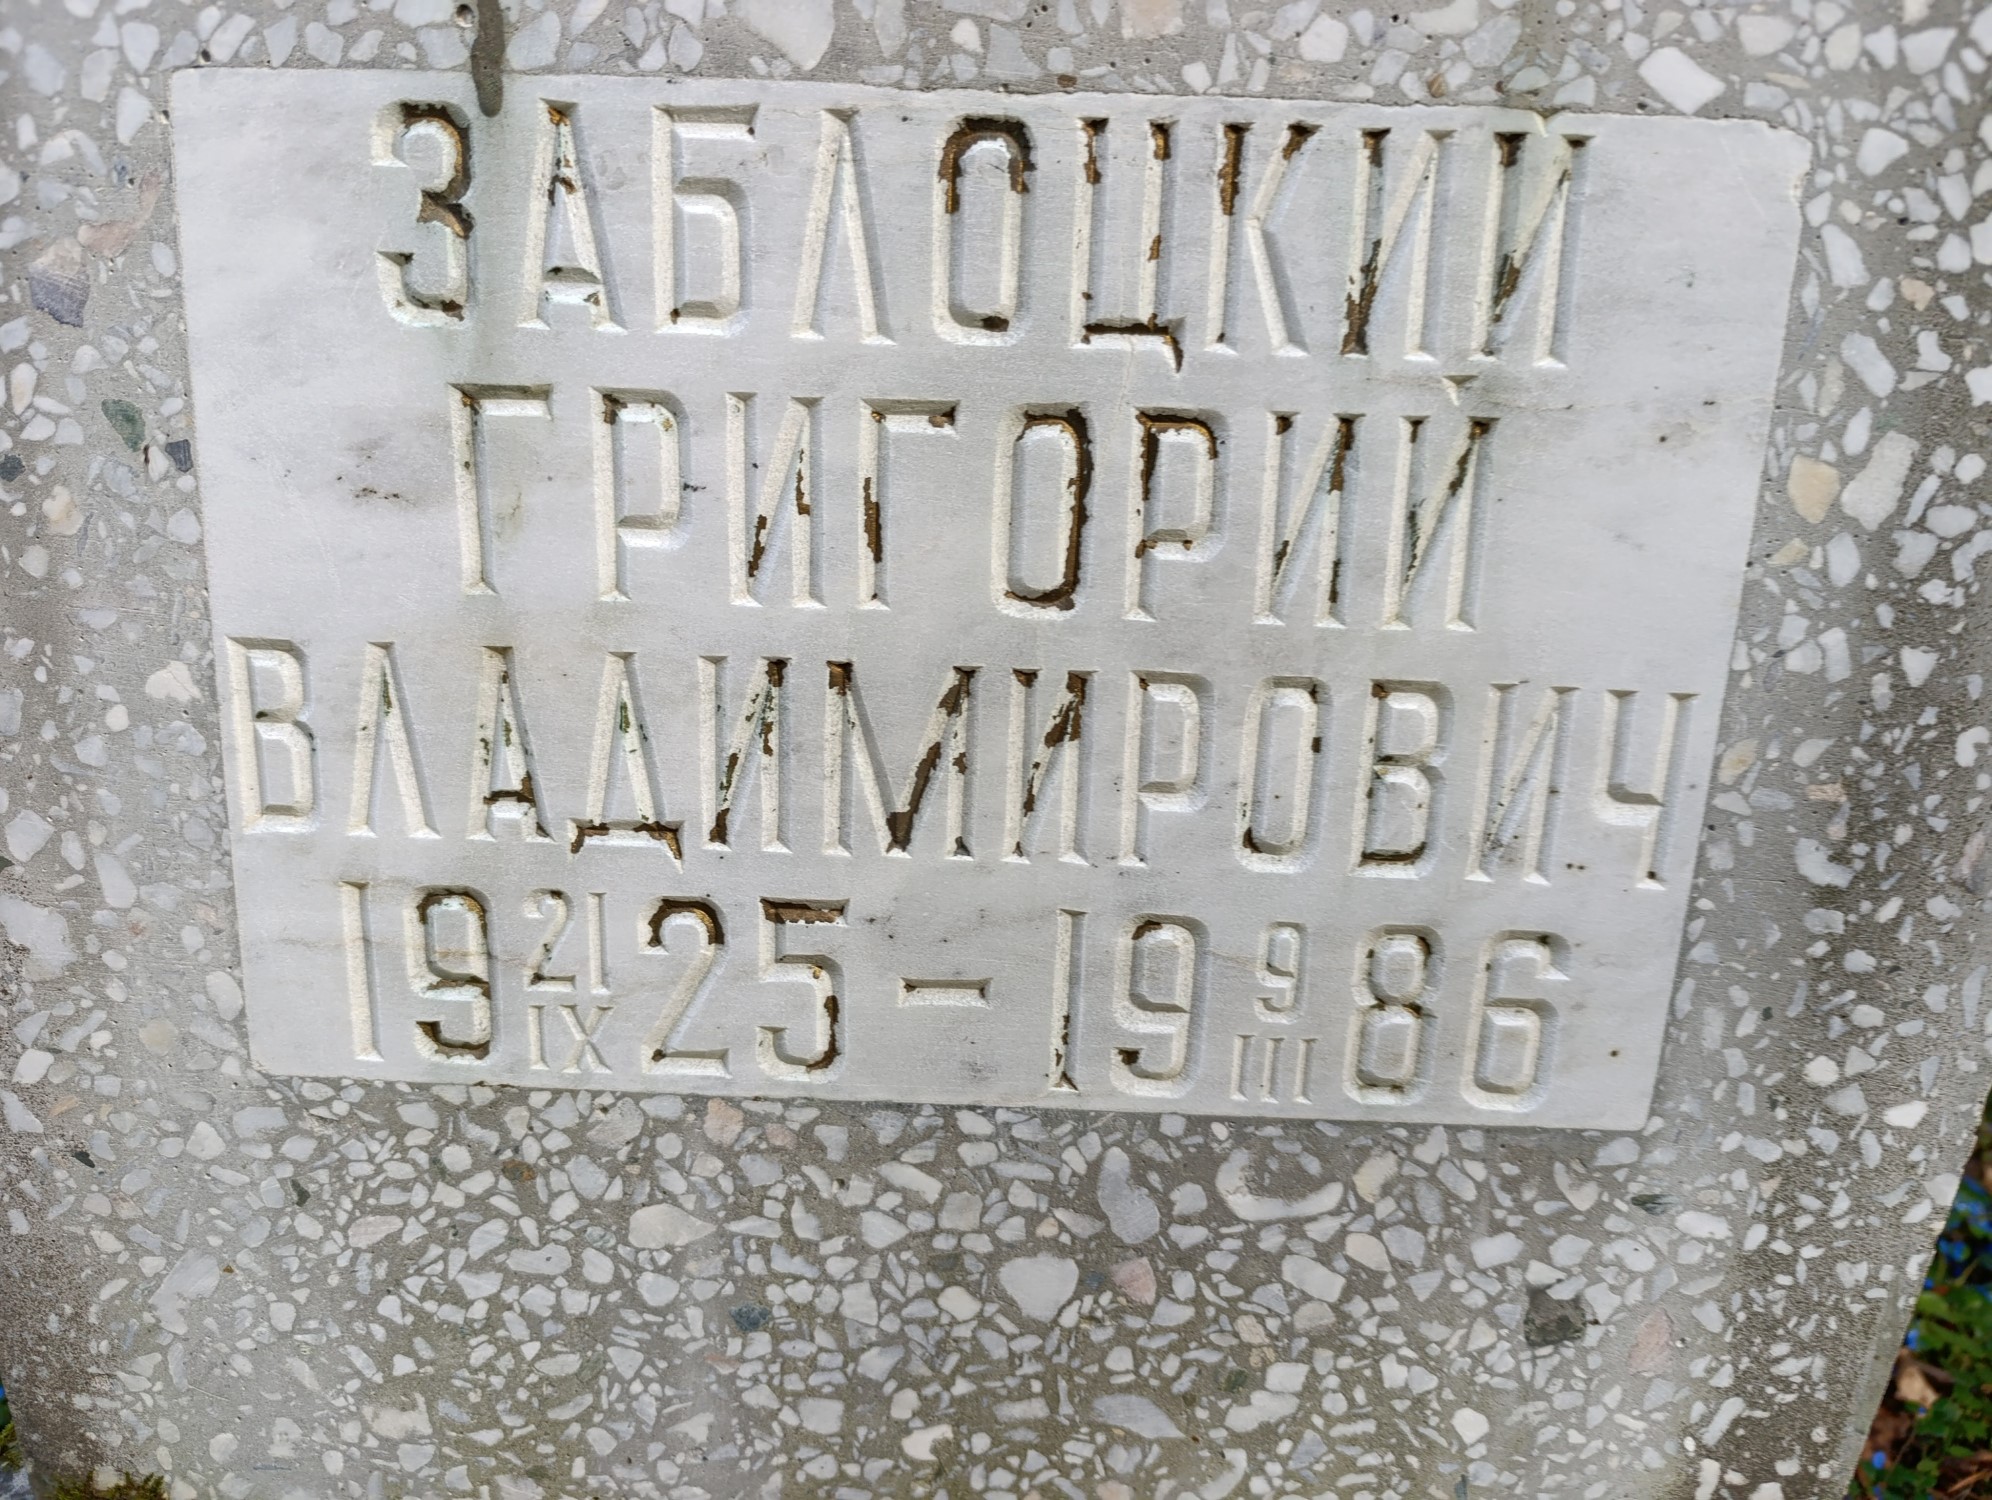 ЗАБЛОЦКИЙ
ГРИГОРИЙ
ВЛАДИМИРОВИЧ
19 21/IX 25 – 19 9/III 86